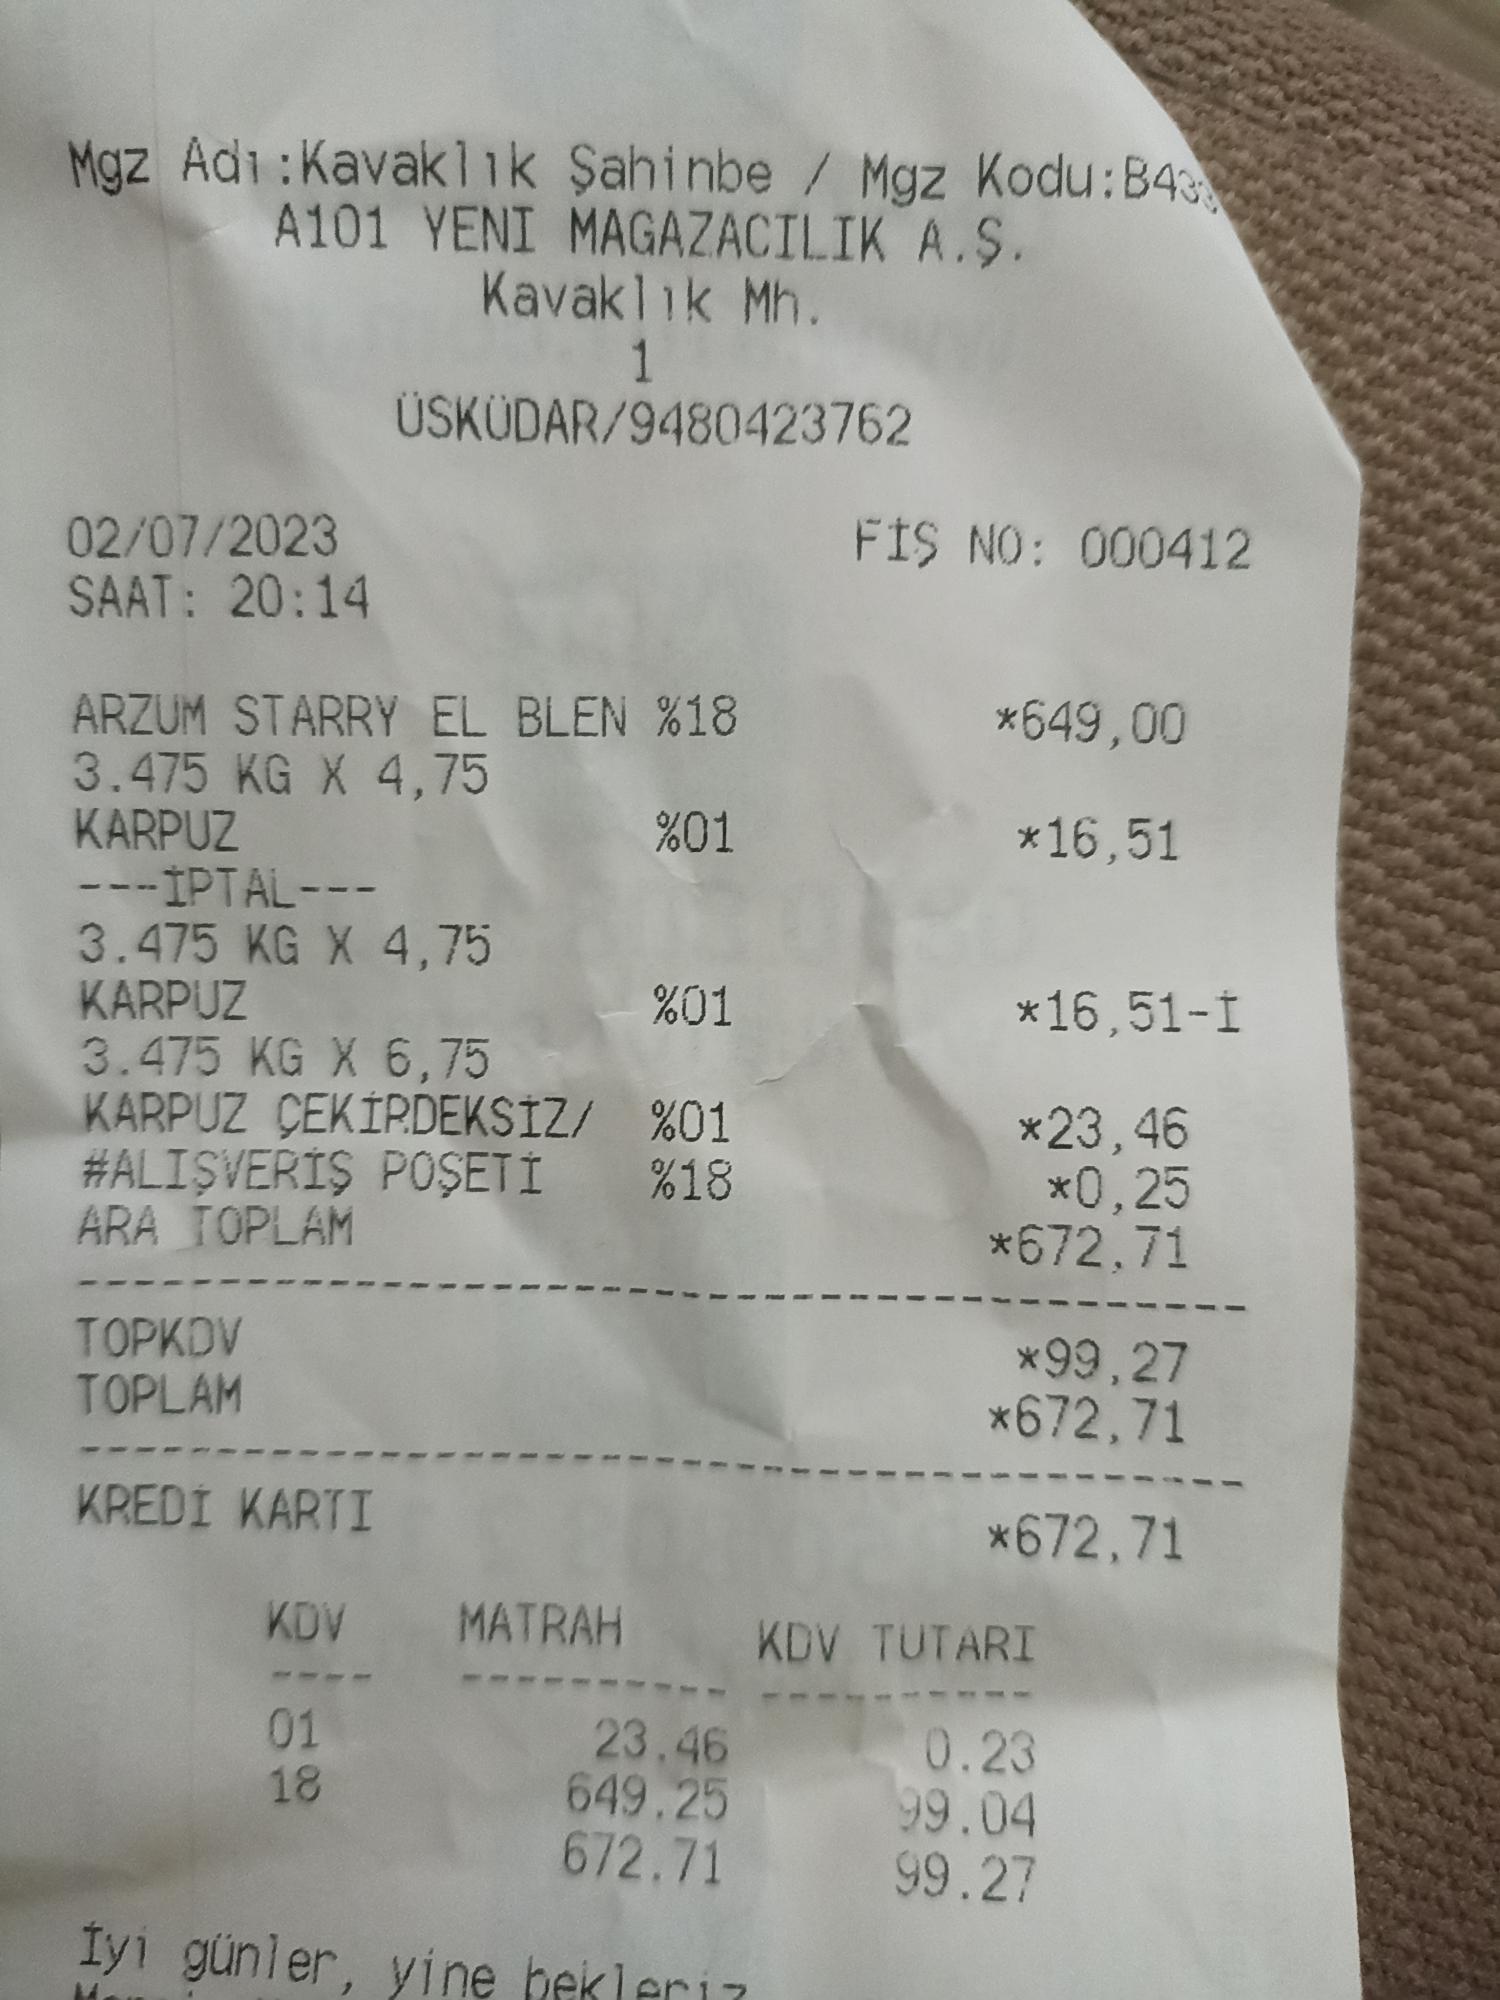 Mgz Adı:Kavaklık Şahinbe / Mgz Kodu:B433
A101 YENI MAGAZACILIK A.Ş.
Kavaklık Mh.
1
ÜSKÜDAR/9480423762
02/07/2023 FİŞ NO: 000412
SAAT: 20:14
ARZUM STARRY EL BLEN %18 *649,00
3.475 KG X 4,75
KARPUZ %01 *16,51
---İPTAL---
3.475 KG X 4,75
KARPUZ %01 *16,51-İ
3.475 KG X 6,75
KARPUZ ÇEKİRDEKSİZ/ %01 *23,46
#ALIŞVERİŞ POŞETİ %18 *0,25
ARA TOPLAM *672,71
TOPKDV *99,27
TOPLAM *672,71
KREDİ KARTI *672,71
KDV MATRAH KDV TUTARI
01 23.46 0.23
18 649.25 99.04
672.71 99.27
İyi günler, yine bekleriz